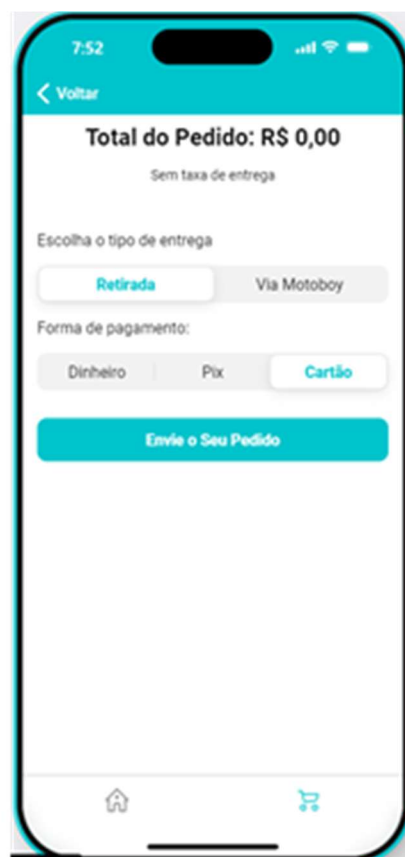 7:52
Voltar
Total do Pedido: R$ 0,00
Sem taxa de entrega
Escolha o tipo de entrega
Retirada Via Motoboy
Forma de pagamento:
Dinheiro Pix Cartão
Envie o Seu Pedido